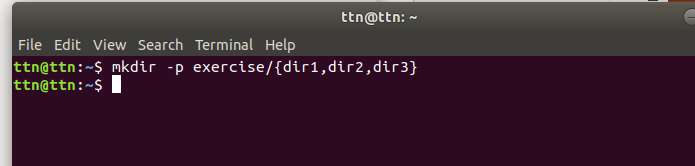 ttn@ttn: ~
File Edit View Search Terminal Help
ttn@ttn:~$ mkdir -p exercise/{dir1,dir2,dir3}
ttn@ttn:~$